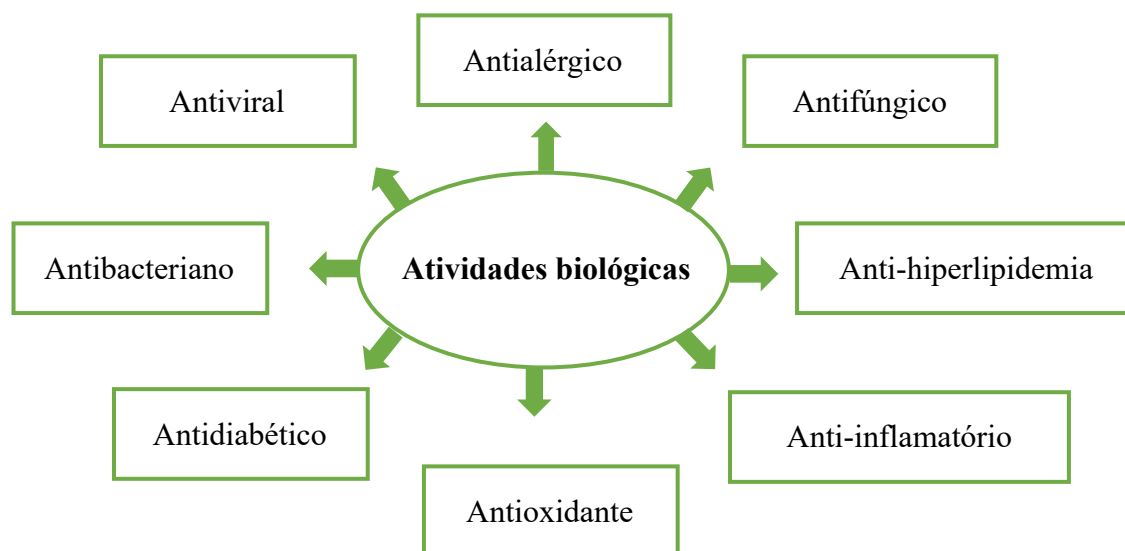 Antialérgico
Antiviral
Antifúngico
Antibacteriano
Atividades biológicas
Anti-hiperlipidemia
Antidiabético
Anti-inflamatório
Antioxidante